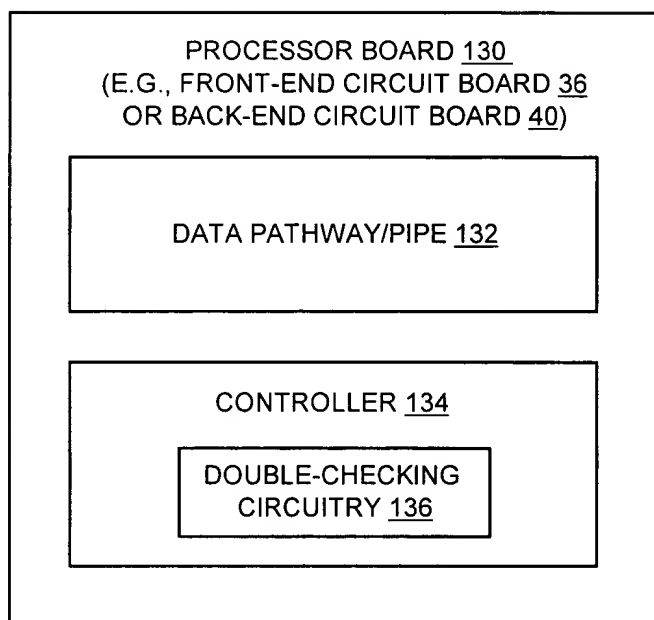 PROCESSOR BOARD 130
(E.G., FRONT-END CIRCUIT BOARD 36
OR BACK-END CIRCUIT BOARD 40)
DATA PATHWAY/PIPE 132
CONTROLLER 134
DOUBLE-CHECKING
CIRCUITRY 136